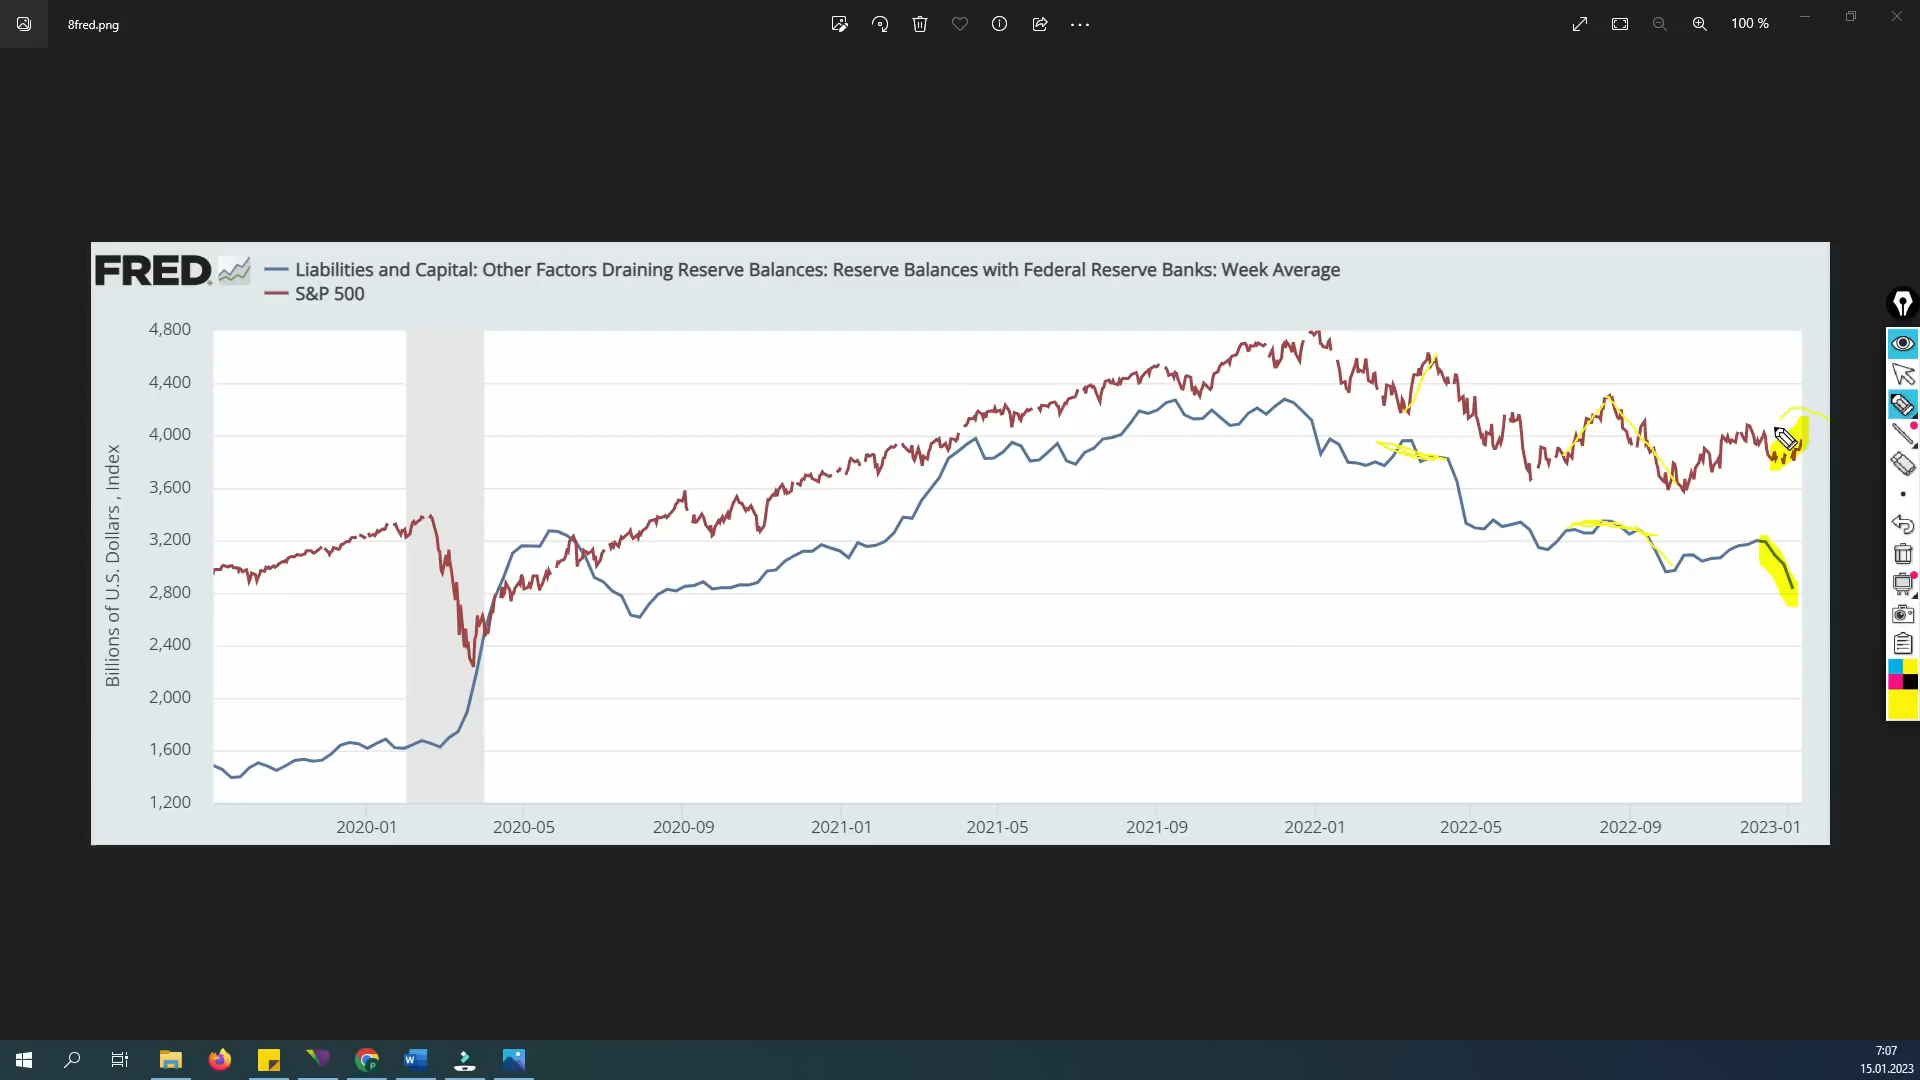 8fred.png
100 %
FRED
Liabilities and Capital: Other Factors Draining Reserve Balances: Reserve Balances with Federal Reserve Banks: Week Average
S&P 500
Billions of U.S. Dollars , Index
4,800
4,400
4,000
3,600
3,200
2,800
2,400
2,000
1,600
1,200
2020-01 2020-05 2020-09 2021-01 2021-05 2021-09 2022-01 2022-05 2022-09 2023-01
7:07
15.01.2023